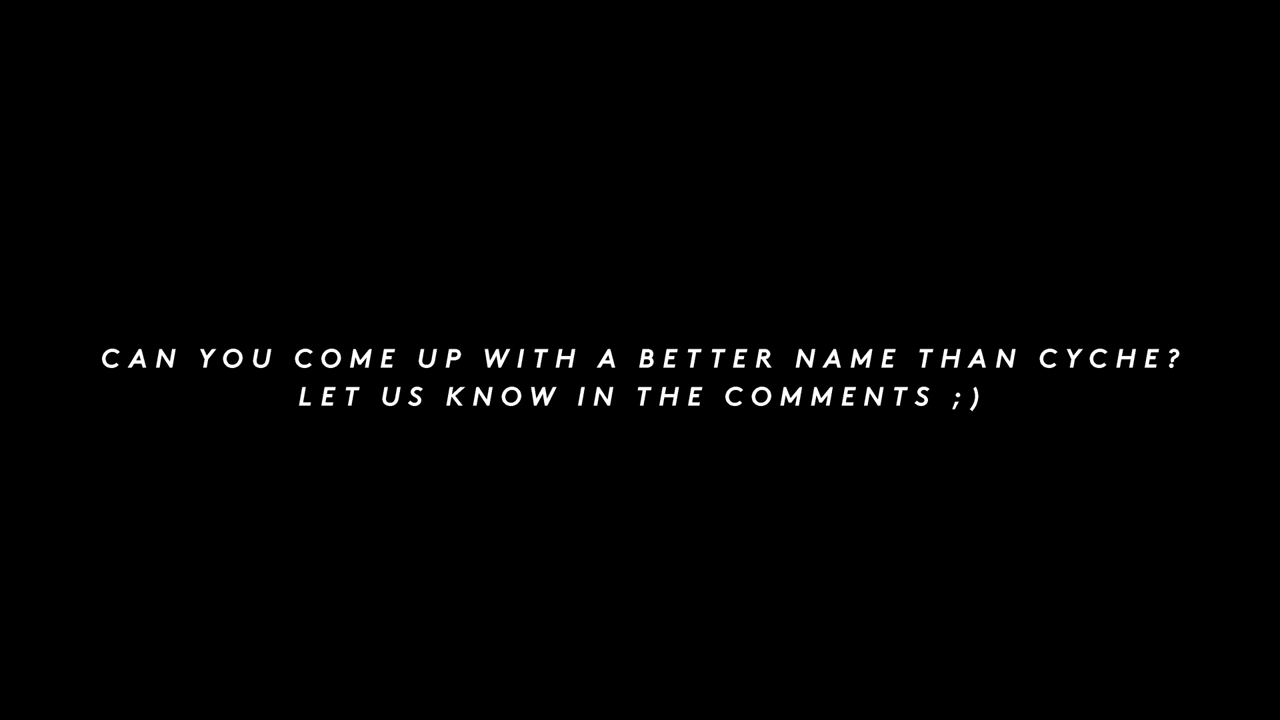 CAN YOU COME UP WITH A BETTER NAME THAN CYCHE?
LET US KNOW IN THE COMMENTS ;)